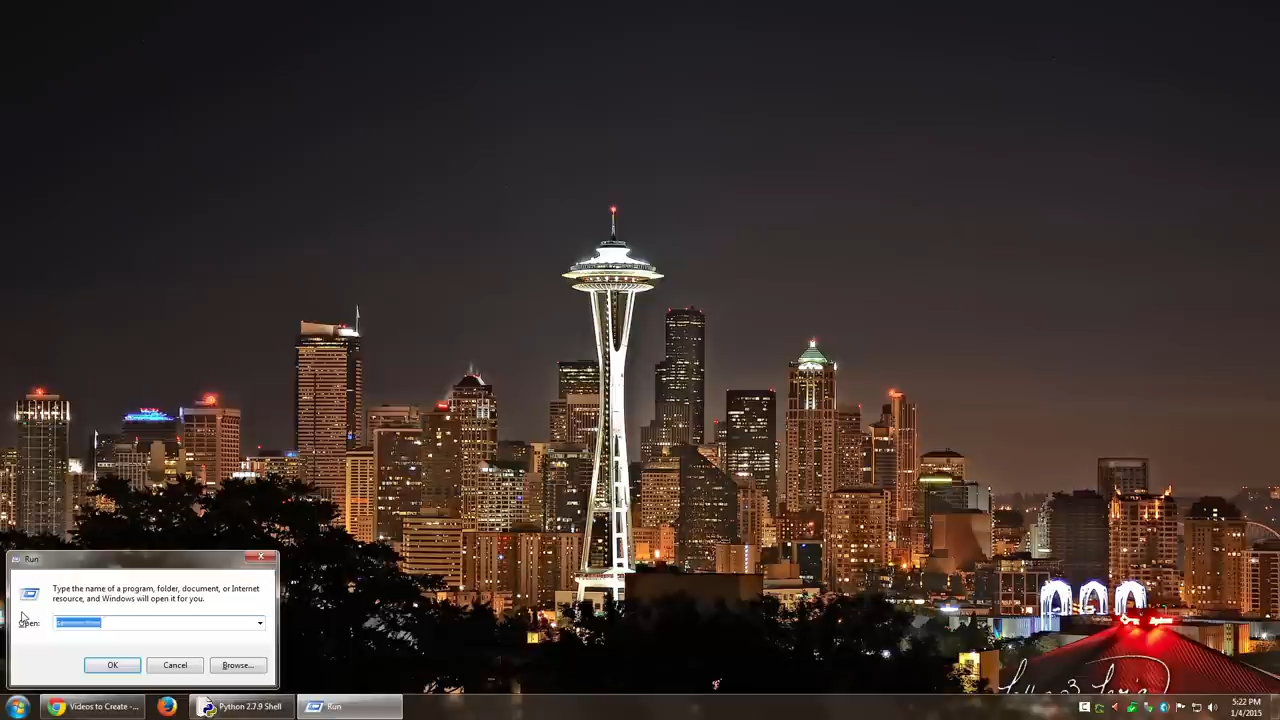 Run
Type the name of a program, folder, document, or Internet
resource, and Windows will open it for you.
Open:
OK
Cancel
Browse...
Videos to Create -...
Python 2.7.9 Shell
Run
5:22 PM
1/4/2015